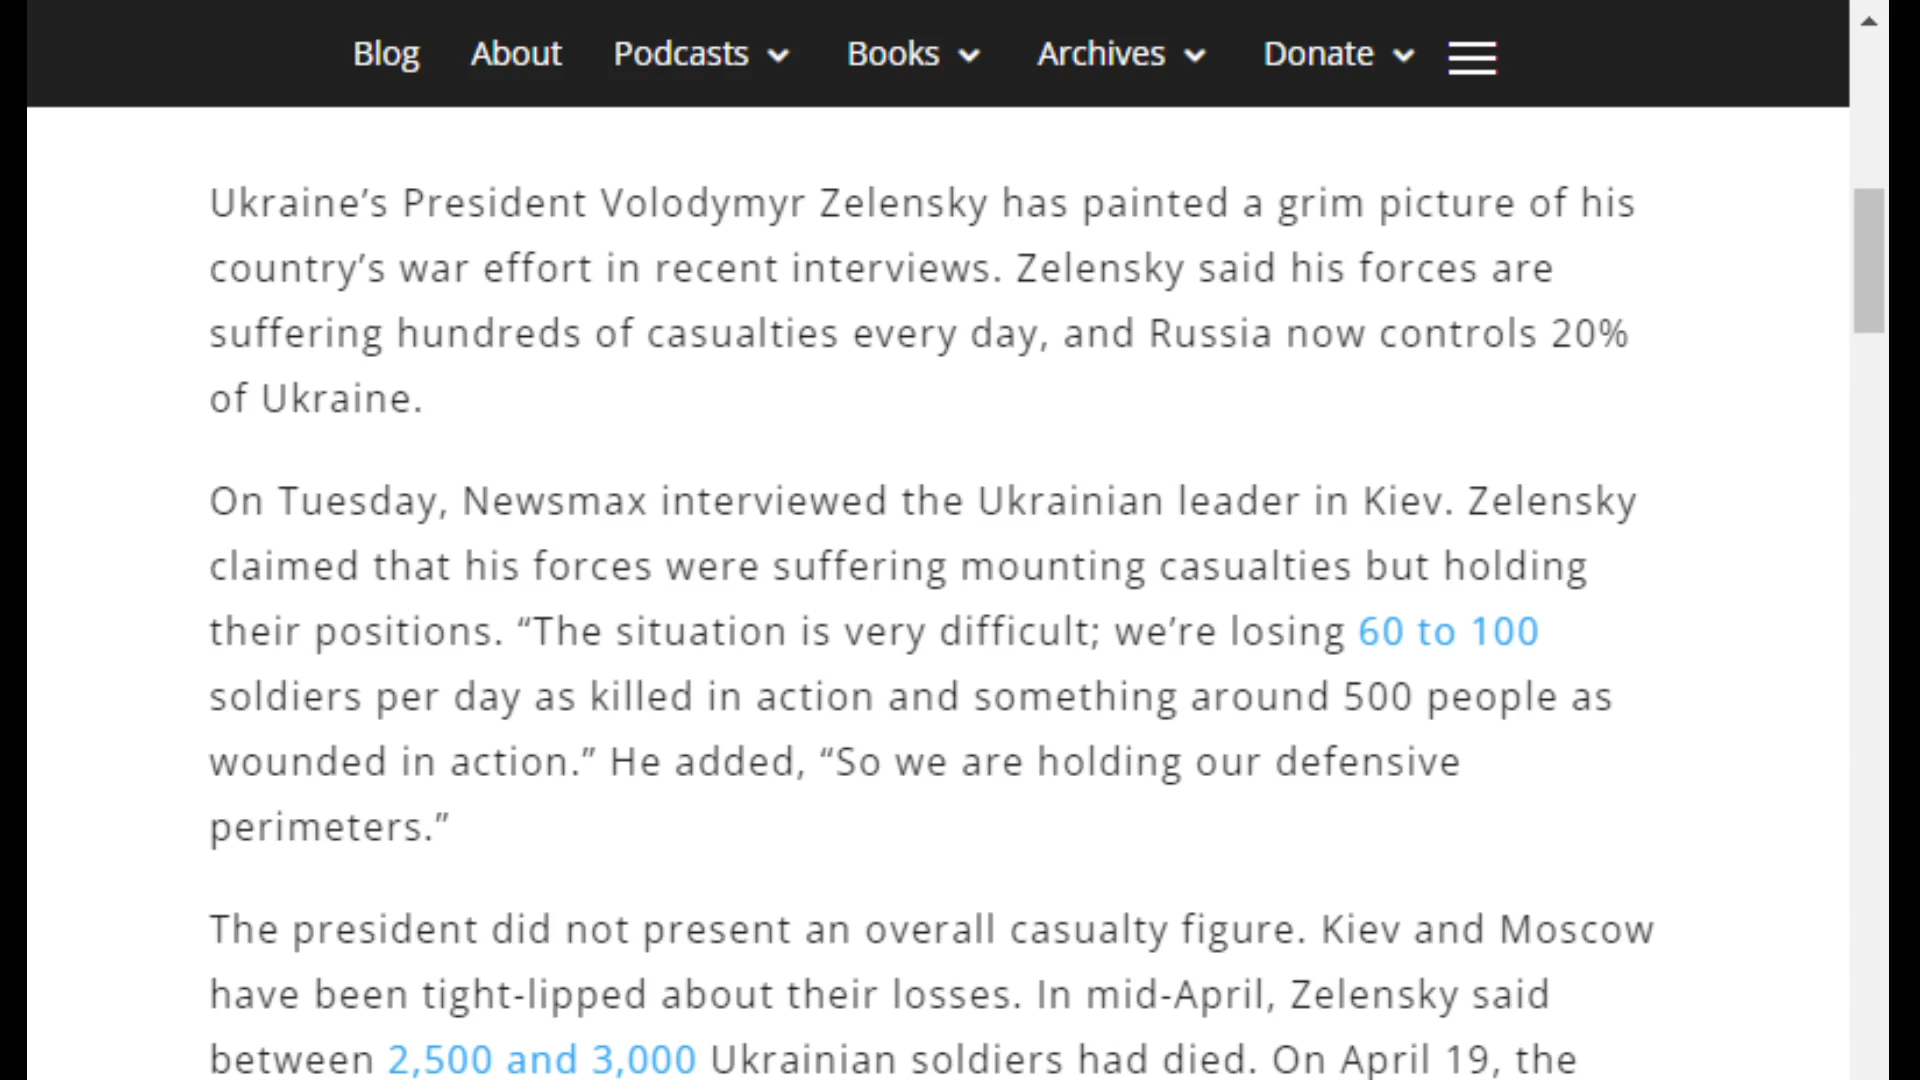 Blog About Podcasts Books Archives Donate
Ukraine’s President Volodymyr Zelensky has painted a grim picture of his
country’s war effort in recent interviews. Zelensky said his forces are
suffering hundreds of casualties every day, and Russia now controls 20%
of Ukraine.
On Tuesday, Newsmax interviewed the Ukrainian leader in Kiev. Zelensky
claimed that his forces were suffering mounting casualties but holding
their positions. “The situation is very difficult; we’re losing 60 to 100
soldiers per day as killed in action and something around 500 people as
wounded in action.” He added, “So we are holding our defensive
perimeters.”
The president did not present an overall casualty figure. Kiev and Moscow
have been tight-lipped about their losses. In mid-April, Zelensky said
between 2,500 and 3,000 Ukrainian soldiers had died. On April 19, the